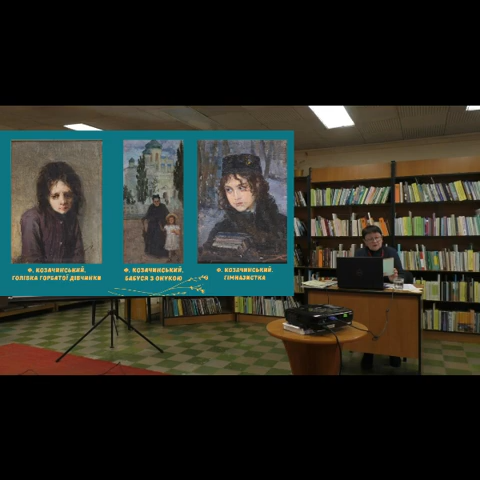 Ф. КОЗАЧИНСЬКИЙ.
ГОЛІВКА ГОРБАТОЇ ДІВЧИНКИ
Ф. КОЗАЧИНСЬКИЙ.
БАБУСЯ З ОНУКОЮ
Ф. КОЗАЧИНСЬКИЙ.
ГІМНАЗИСТКА